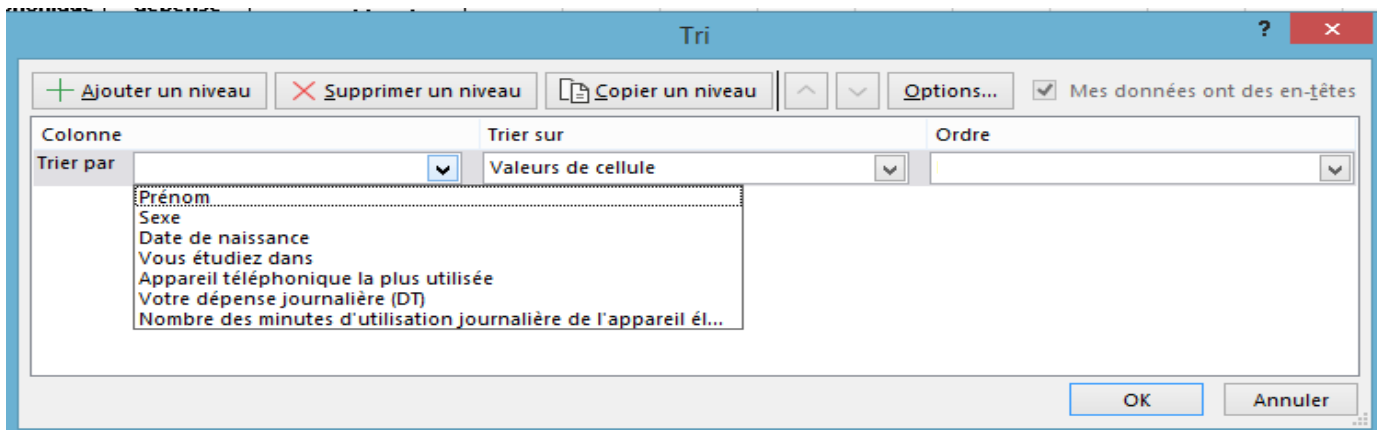 Tri
?
Ajouter un niveau Supprimer un niveau Copier un niveau Options... Mes données ont des en-têtes
Colonne Trier sur Ordre
Trier par Valeurs de cellule
Prénom
Sexe
Date de naissance
Vous étudiez dans
Appareil téléphonique la plus utilisée
Votre dépense journalière (DT)
Nombre des minutes d'utilisation journalière de l'appareil él...
OK Annuler